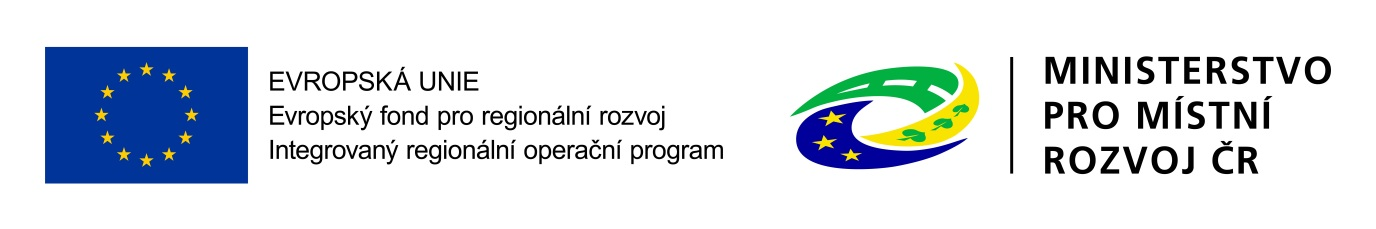 EVROPSKÁ UNIE
Evropský fond pro regionální rozvoj
Integrovaný regionální operační program
MINISTERSTVO
PRO MÍSTNÍ
ROZVOJ ČR